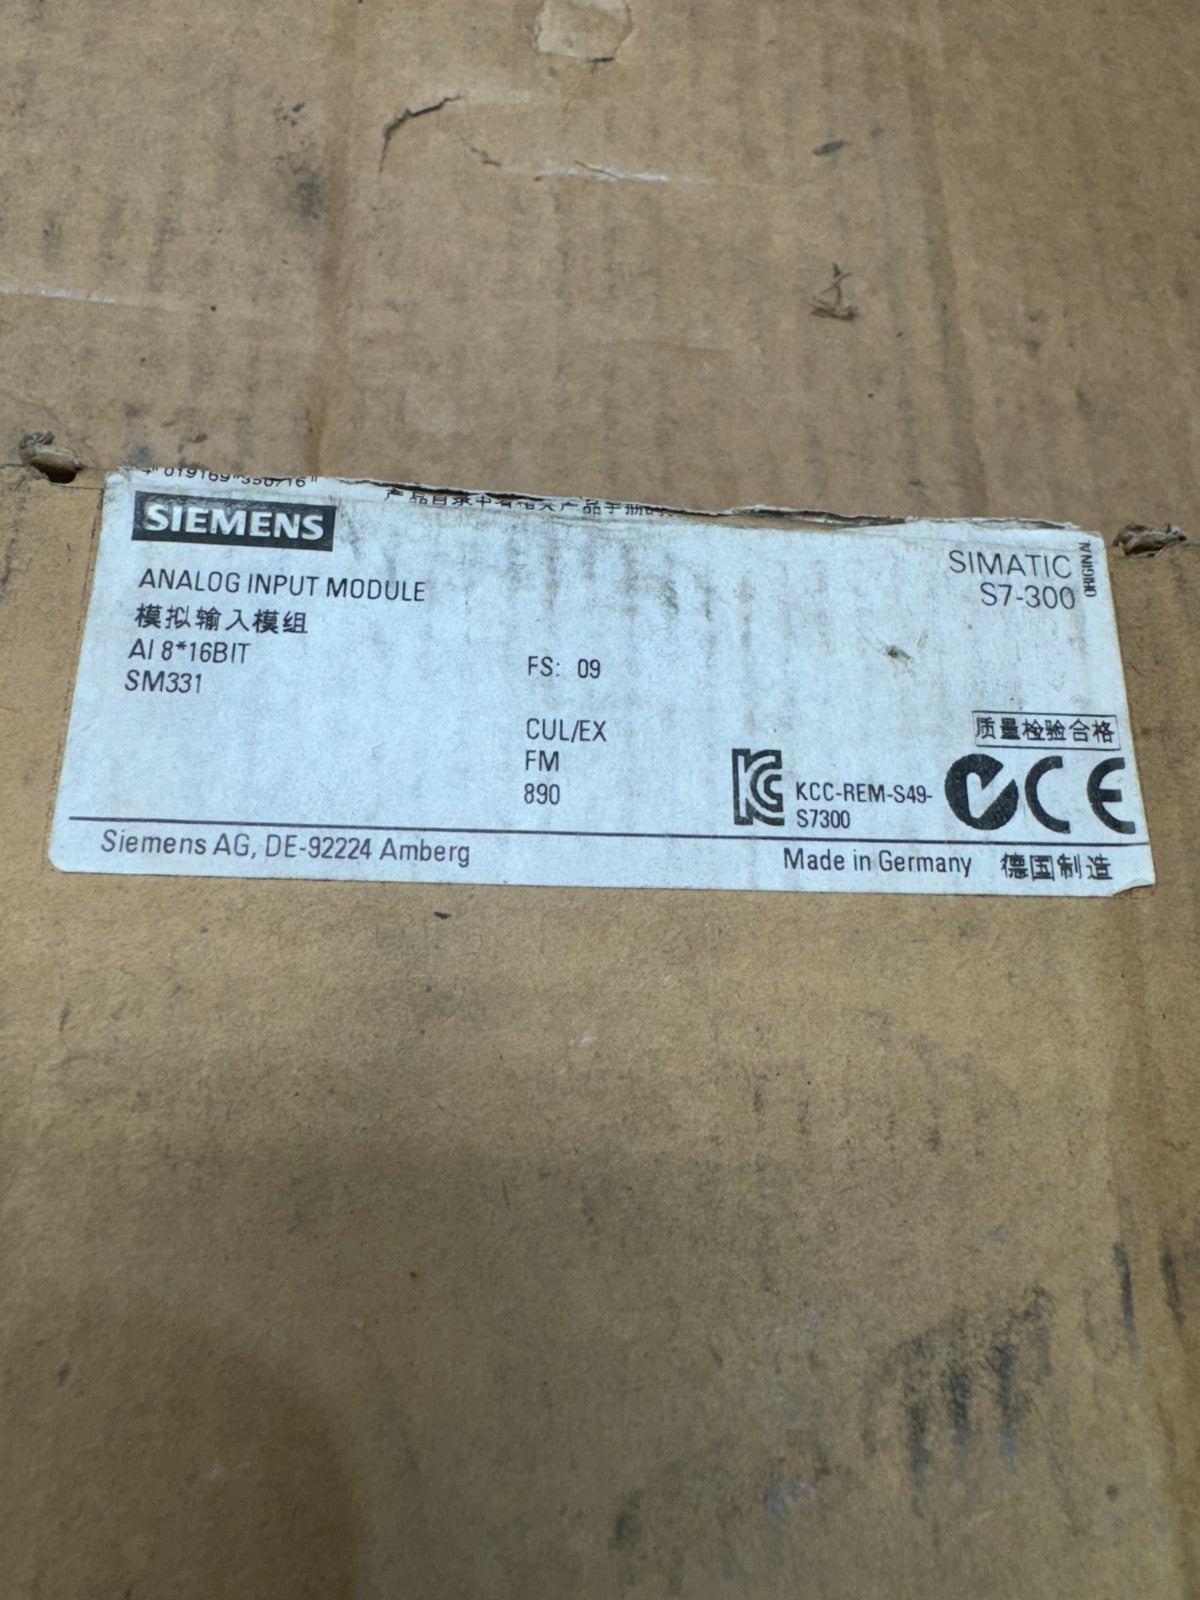 SIEMENS
SIMATIC
S7-300
ORIGINAL
ANALOG INPUT MODULE
模拟输入模组
AI 8*16BIT
SM331
FS: 09
CUL/EX
FM
890
质量检验合格
KCC-REM-S49-
S7300
CE
Siemens AG, DE-92224 Amberg
Made in Germany 德国制造